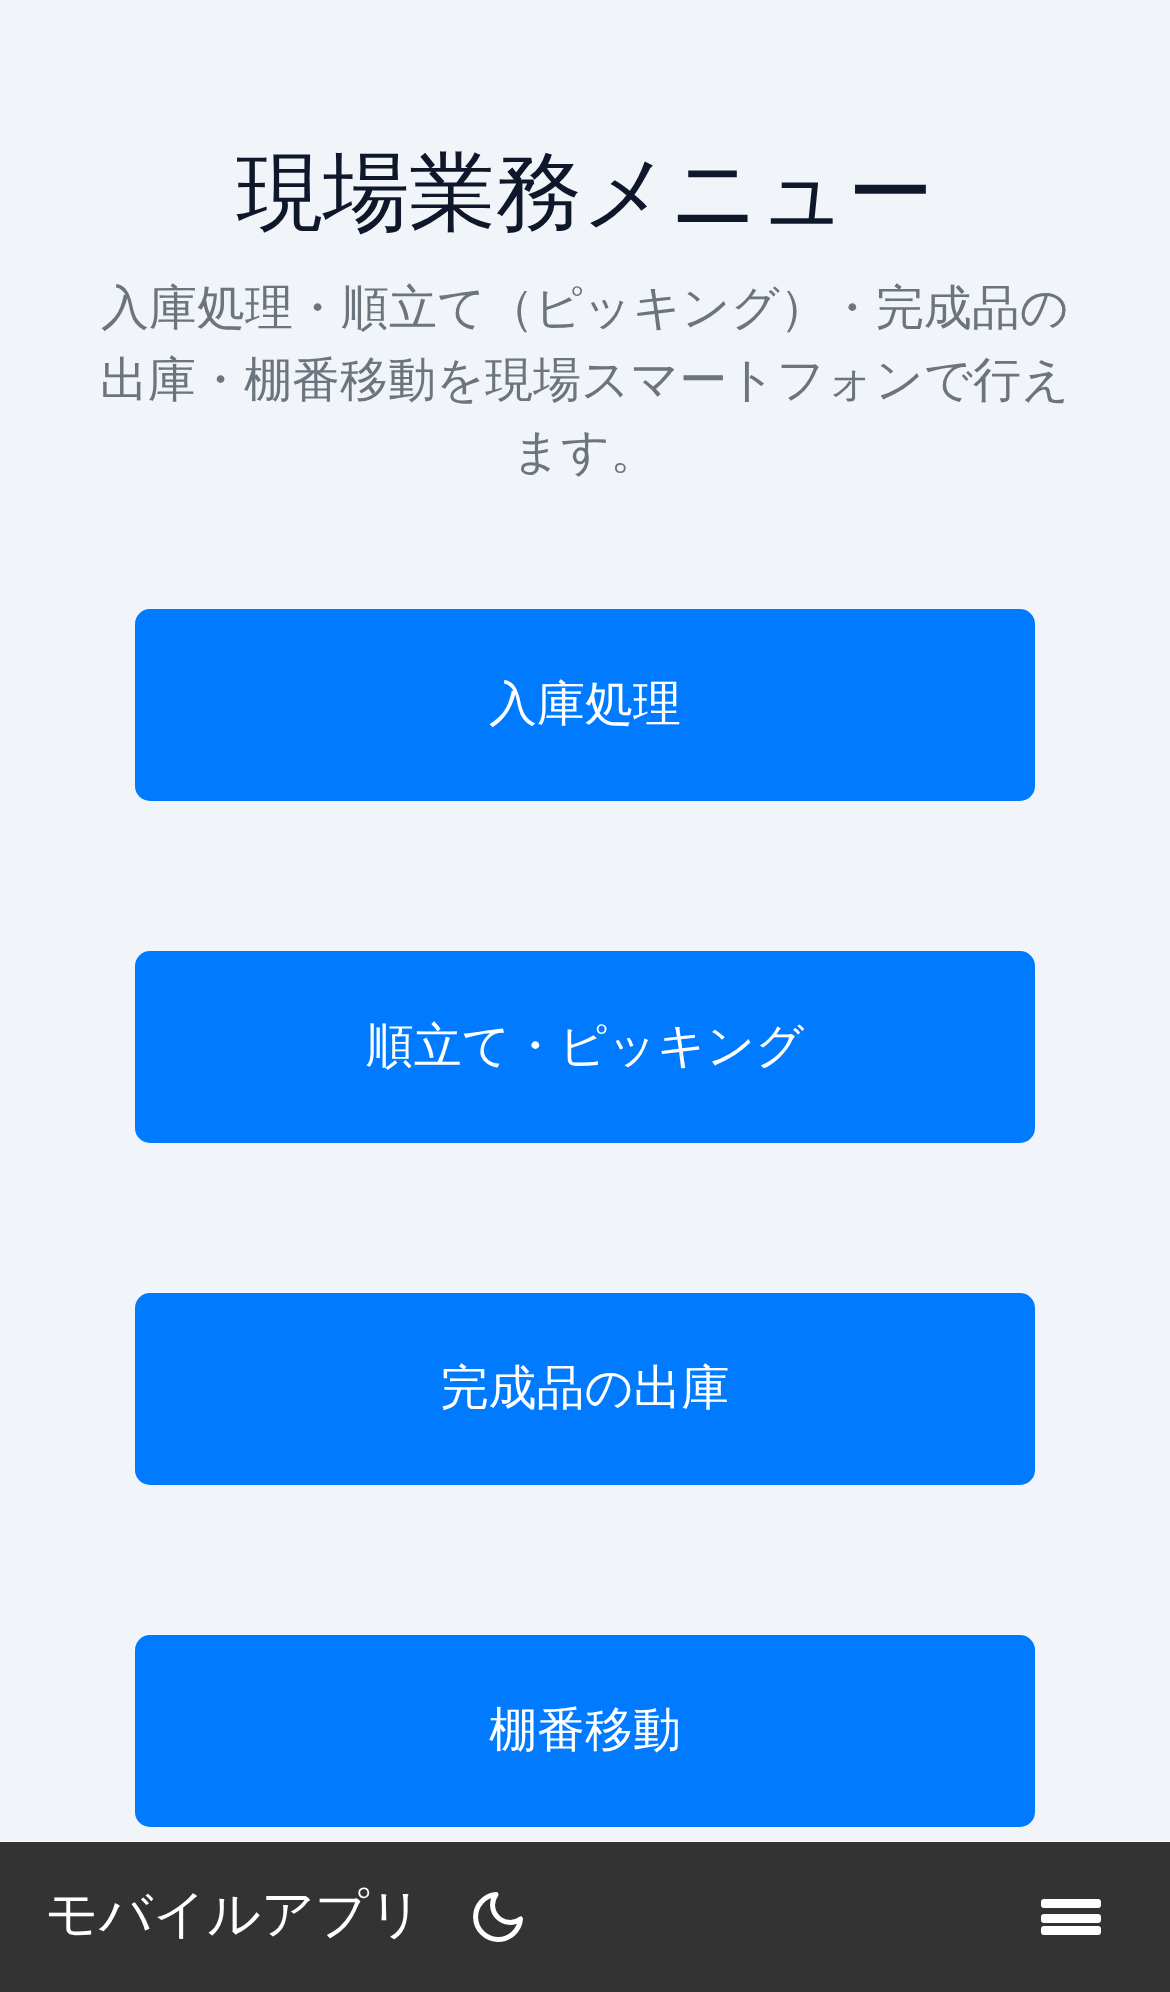 現場業務メニュー
入庫処理・順立て（ピッキング）・完成品の
出庫・棚番移動を現場スマートフォンで行え
ます。
入庫処理
順立て・ピッキング
完成品の出庫
棚番移動
モバイルアプリ